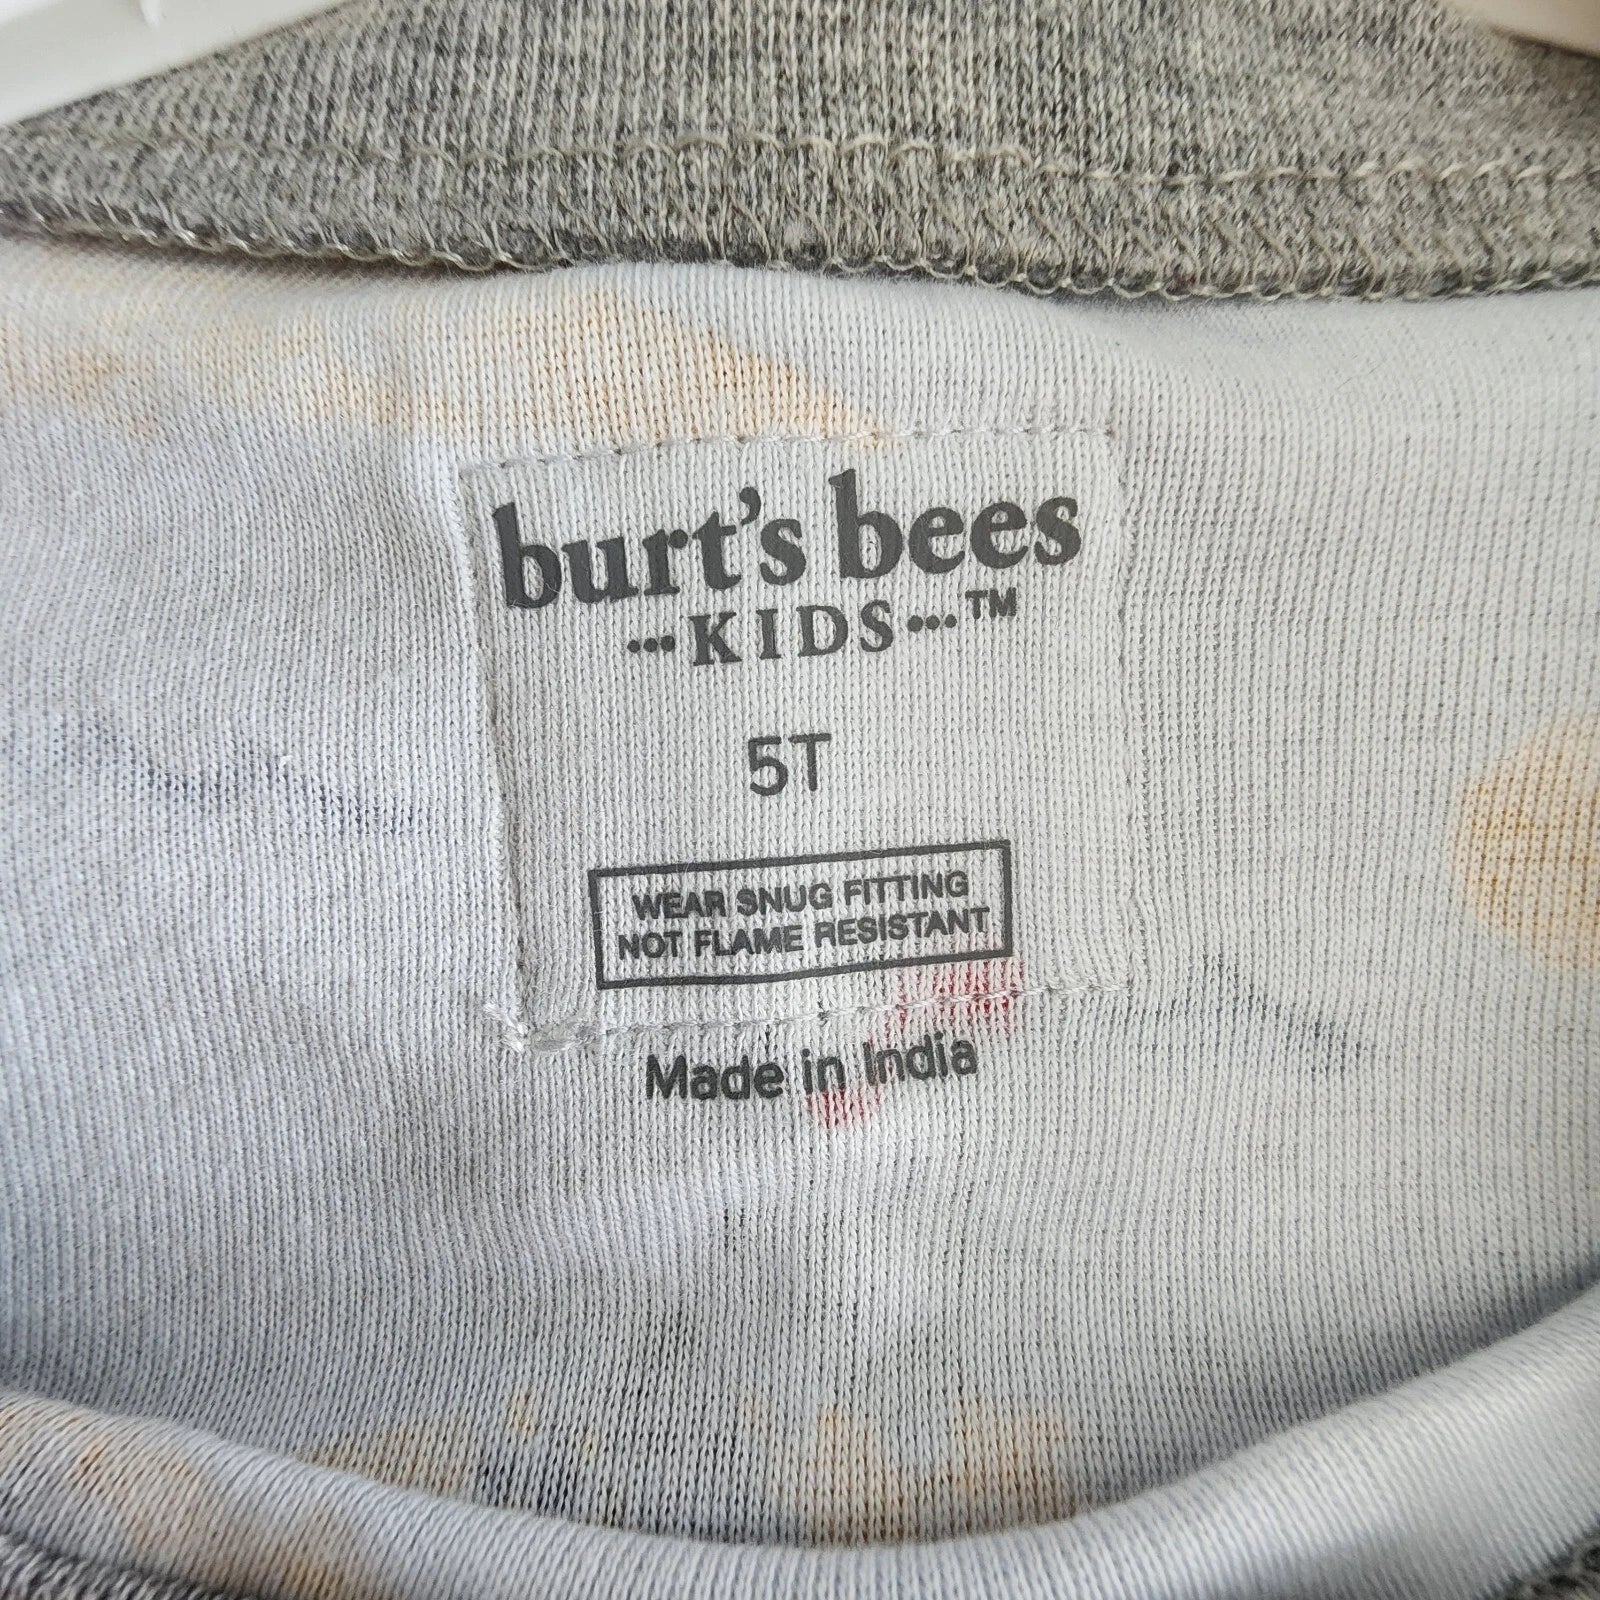 burt's bees
···KIDS···™
5T
WEAR SNUG FITTING
NOT FLAME RESISTANT
Made in India